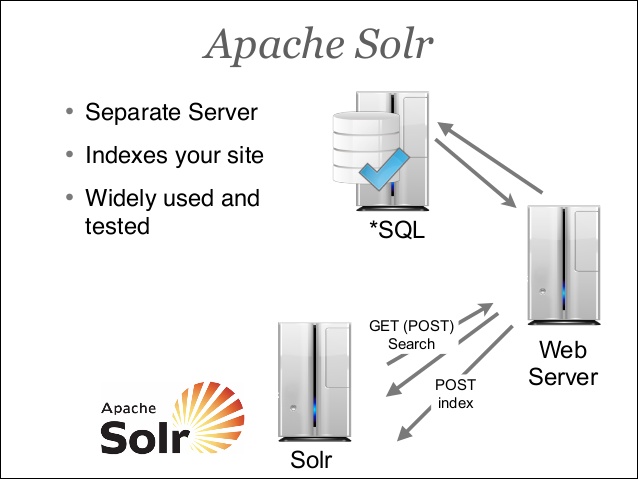 Apache Solr
• Separate Server
• Indexes your site
• Widely used and
tested
*SQL
GET (POST)
Search
Web
Server
POST
index
Apache
Solr
Solr